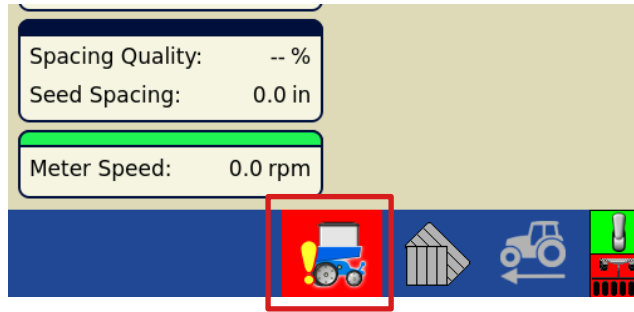 Spacing Quality: -- %
Seed Spacing: 0.0 in
Meter Speed: 0.0 rpm